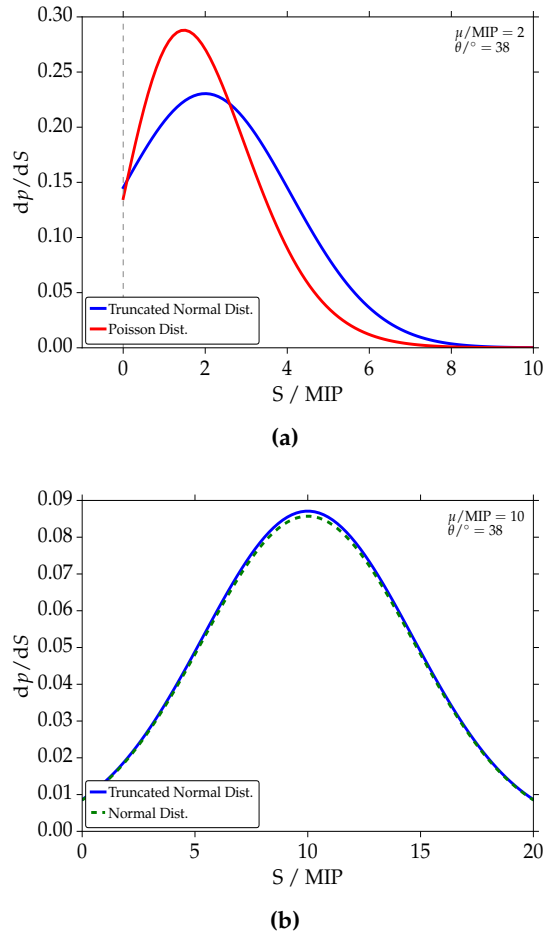 0.30
0.25
0.20
0.15
0.10
0.05
0.00
dp/dS
μ/MIP = 2
θ/° = 38
Truncated Normal Dist.
Poisson Dist.
0 2 4 6 8 10
S / MIP
(a)
0.09
0.08
0.07
0.06
0.05
0.04
0.03
0.02
0.01
0.00
dp/dS
μ/MIP = 10
θ/° = 38
Truncated Normal Dist.
Normal Dist.
0 5 10 15 20
S / MIP
(b)